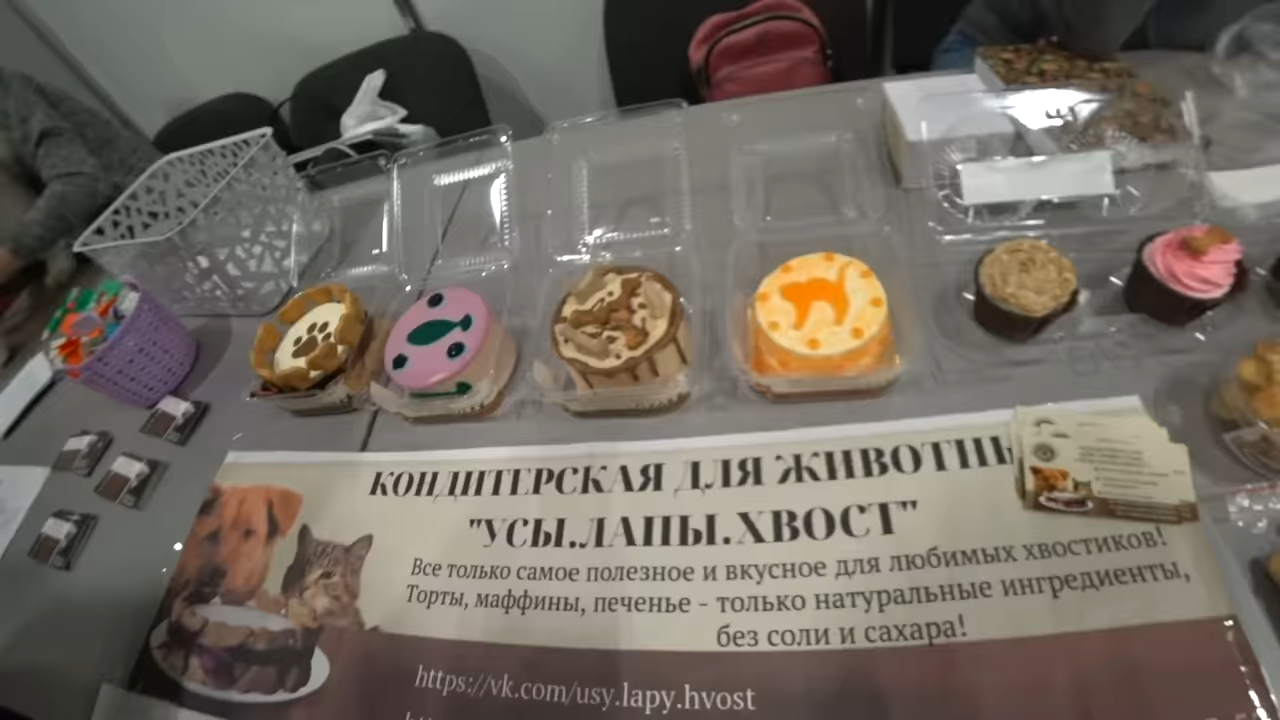 КОНДИТЕРСКАЯ ДЛЯ
"УСЫ.ЛАПЫ.ХВОСТ"
Все только самое полезное и вкусное для любимых хвостиков!
Торты, маффины, печенье - только натуральные ингредиенты,
без соли и сахара!
https://vk.com/usy.lapy.hvost